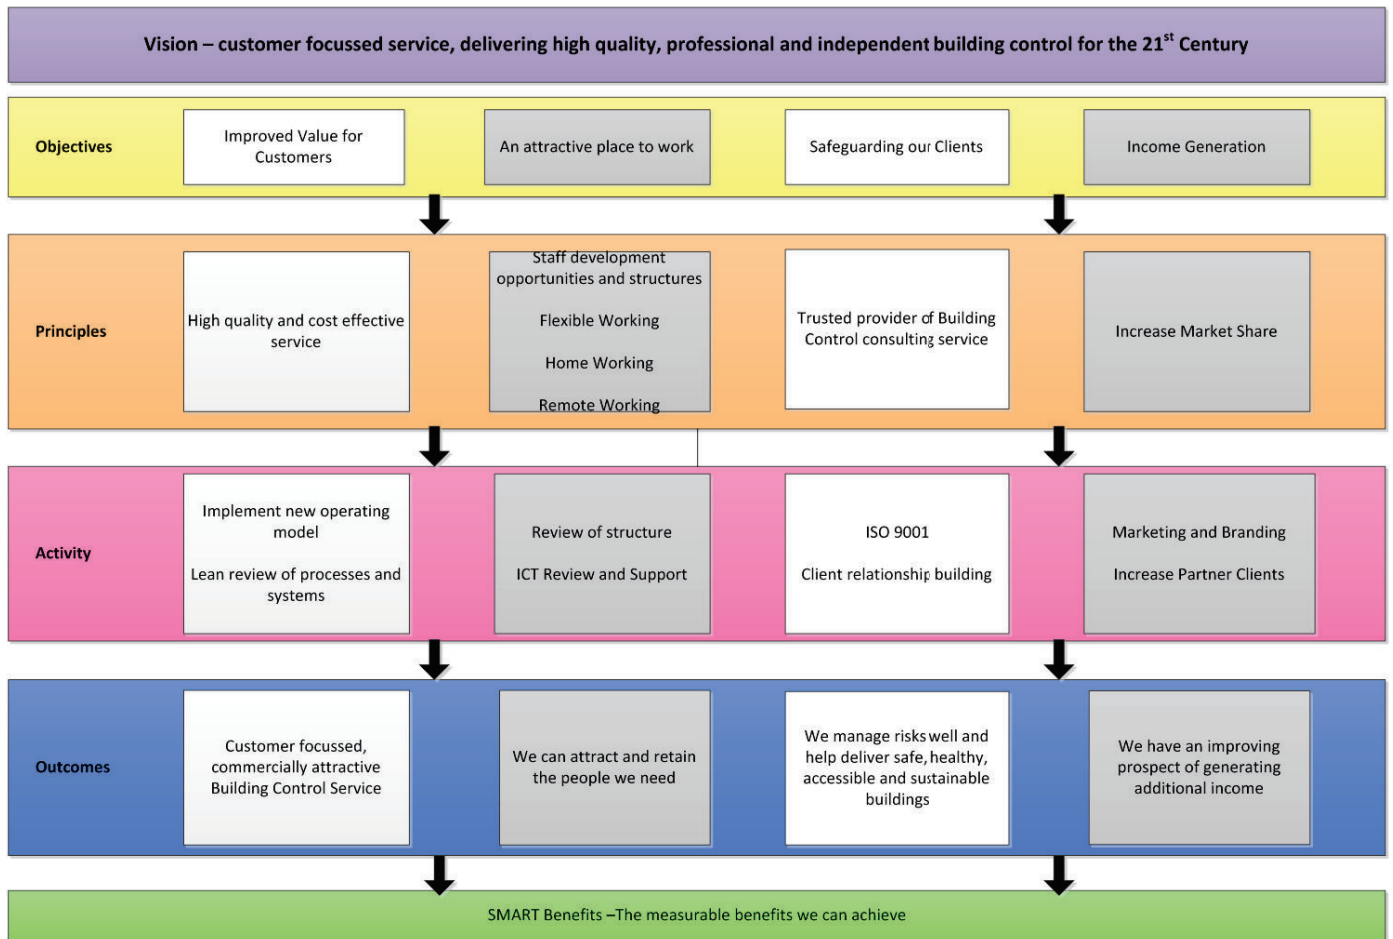 Vision – customer focussed service, delivering high quality, professional and independent building control for the 21st Century
Objectives
Improved Value for
Customers
An attractive place to work
Safeguarding our Clients
Income Generation
Principles
High quality and cost effective
service
Staff development
opportunities and structures
Flexible Working
Home Working
Remote Working
Trusted provider of Building
Control consulting service
Increase Market Share
Activity
Implement new operating
model
Lean review of processes and
systems
Review of structure
ICT Review and Support
ISO 9001
Client relationship building
Marketing and Branding
Increase Partner Clients
Outcomes
Customer focussed,
commercially attractive
Building Control Service
We can attract and retain
the people we need
We manage risks well and
help deliver safe, healthy,
accessible and sustainable
buildings
We have an improving
prospect of generating
additional income
SMART Benefits –The measurable benefits we can achieve